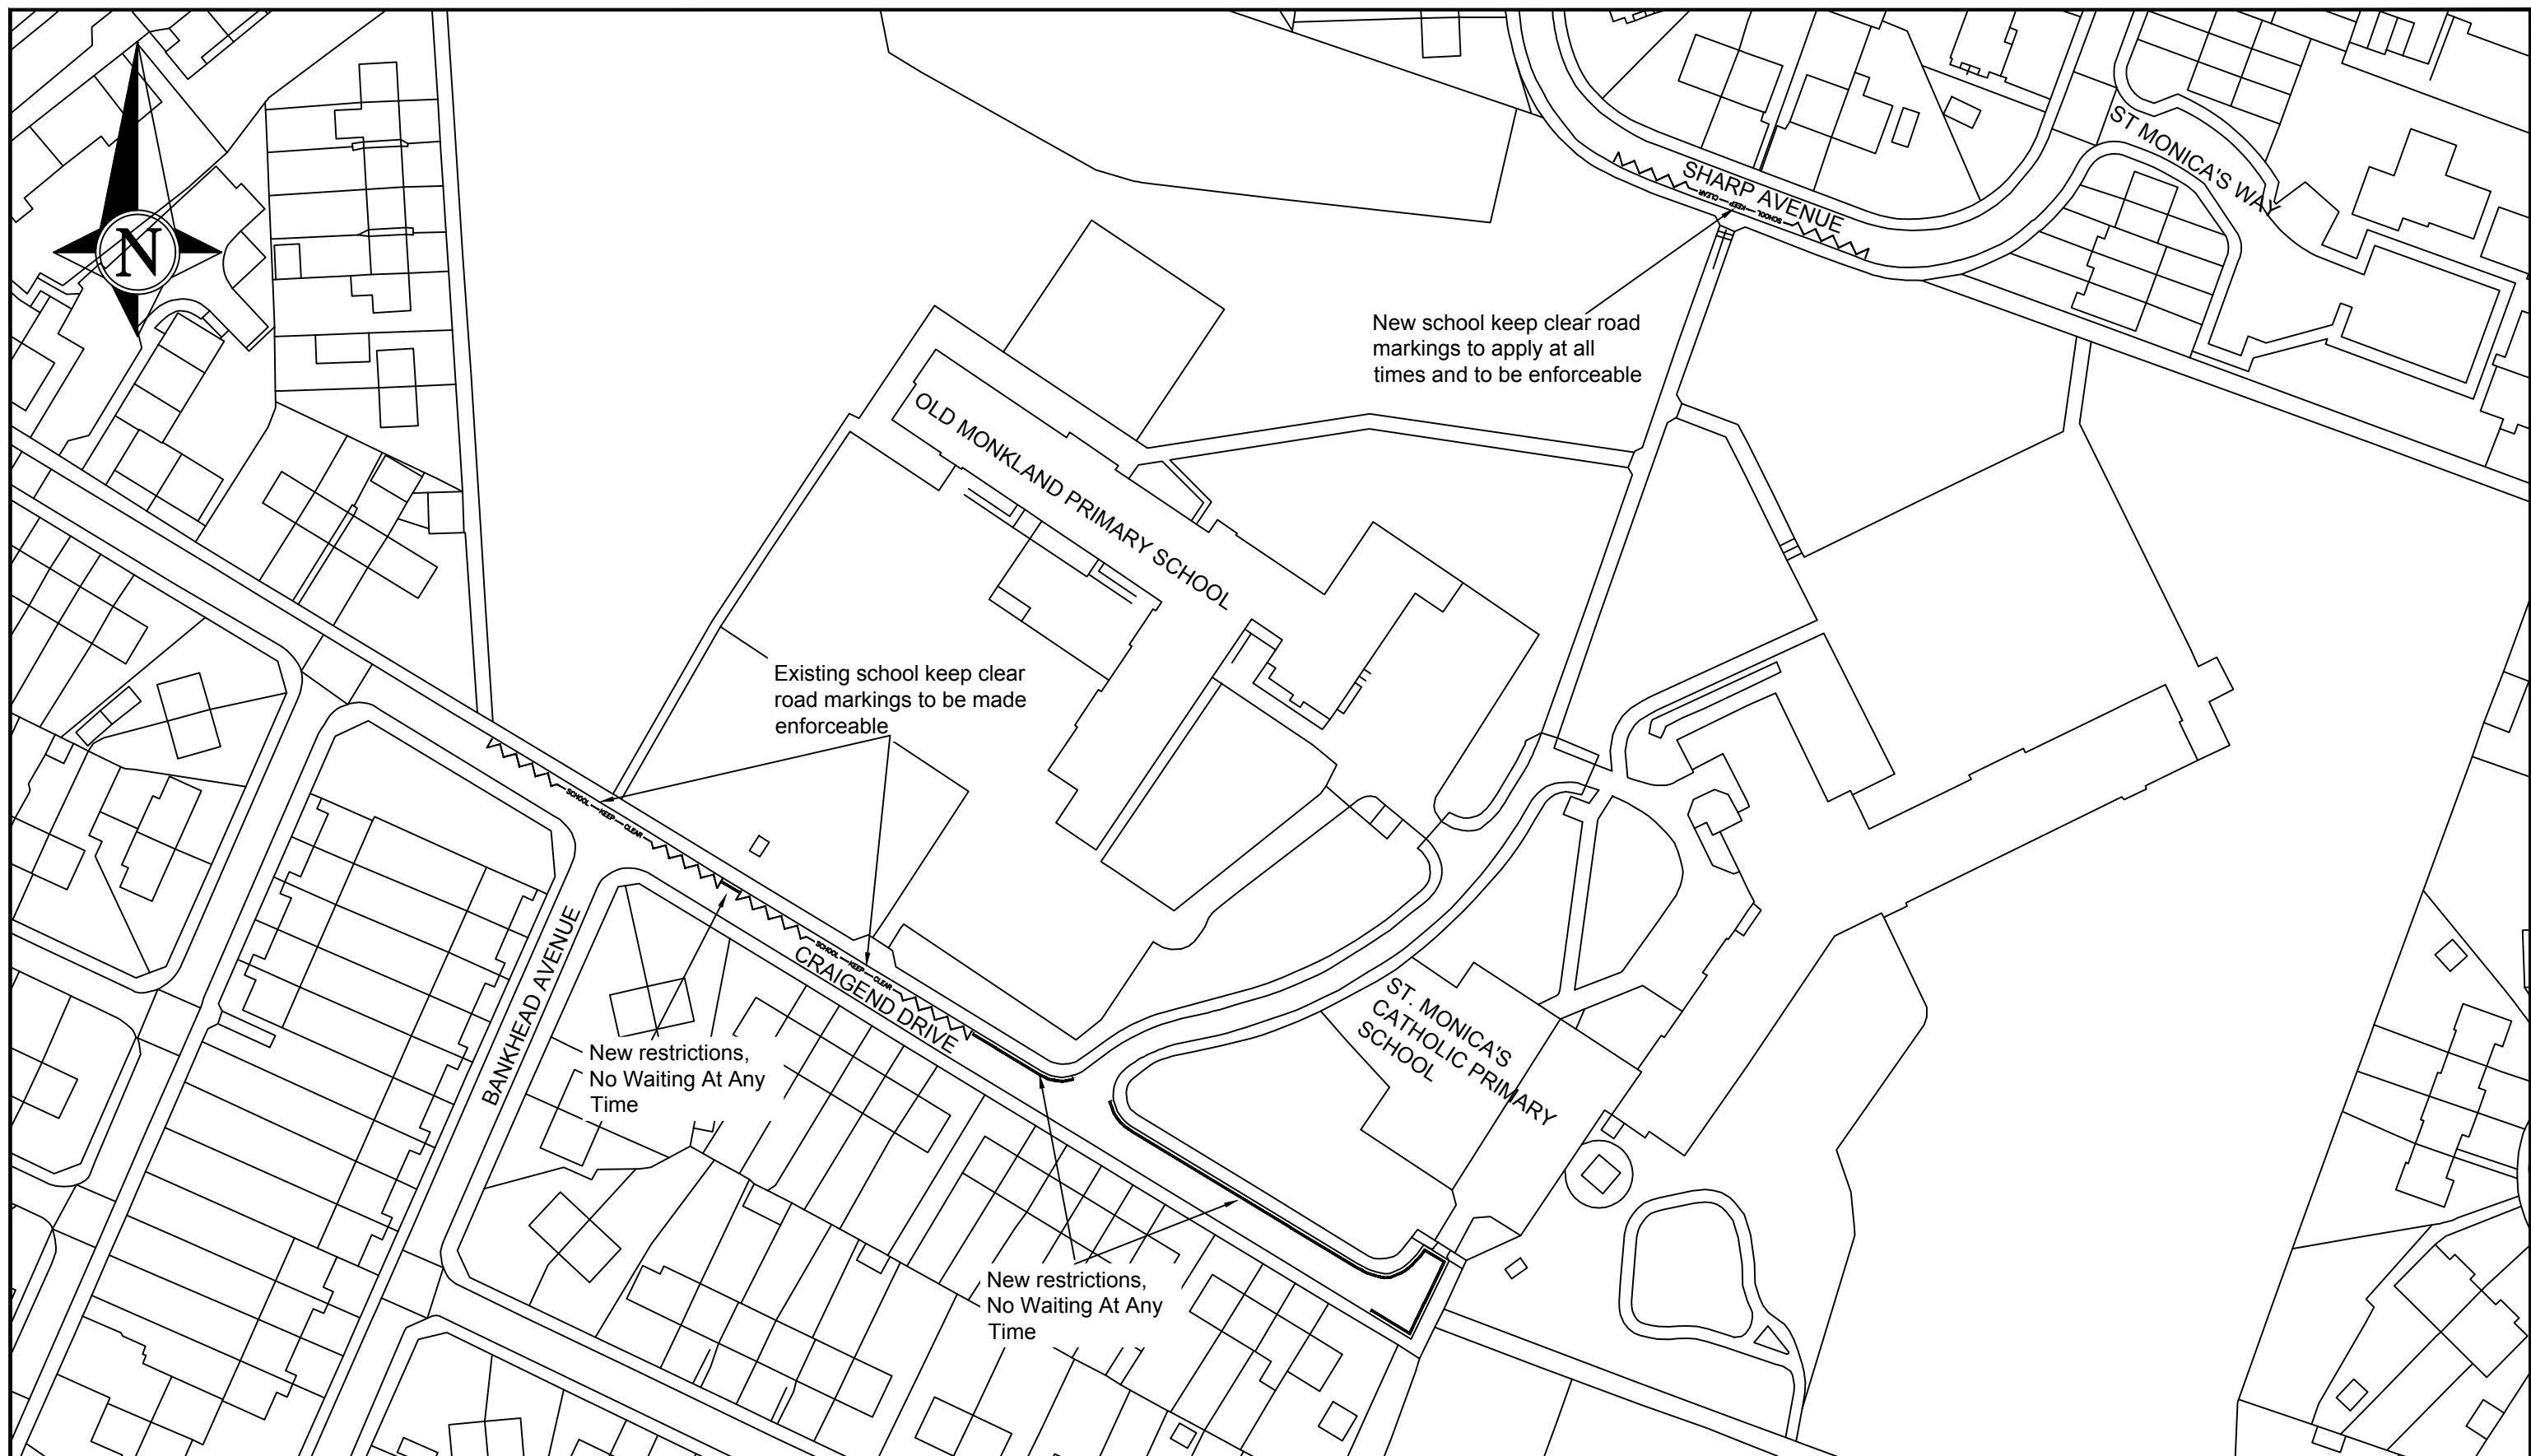 N
ST MONICA'S WAY
SHARP AVENUE
SCHOOL KEEP CLEAR
New school keep clear road
markings to apply at all
times and to be enforceable
OLD MONKLAND PRIMARY SCHOOL
Existing school keep clear
road markings to be made
enforceable
SCHOOL KEEP CLEAR
SCHOOL KEEP CLEAR
CRAIGEND DRIVE
BANKHEAD AVENUE
New restrictions,
No Waiting At Any
Time
ST. MONICA'S
CATHOLIC PRIMARY
SCHOOL
New restrictions,
No Waiting At Any
Time